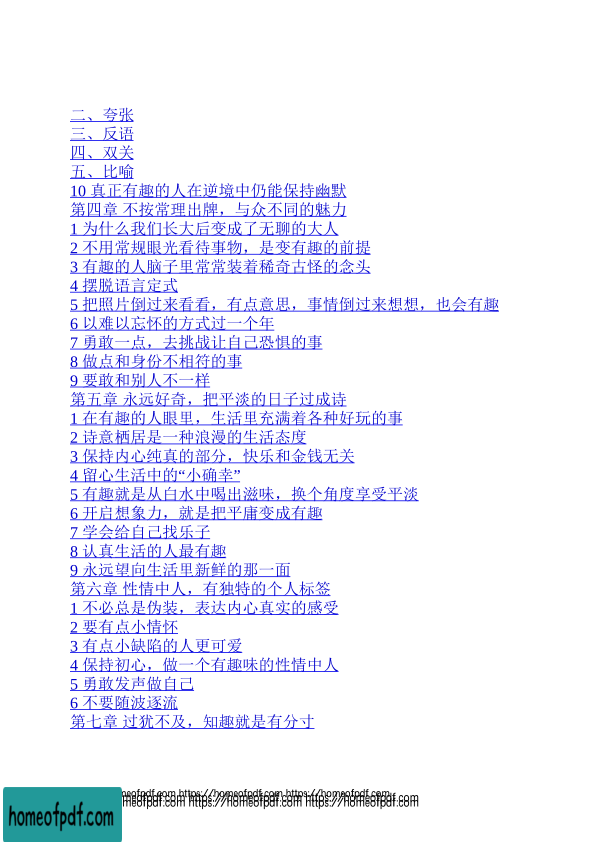 二、夸张
三、反语
四、双关
五、比喻
10 真正有趣的人在逆境中仍能保持幽默
第四章 不按常理出牌，与众不同的魅力
1 为什么我们长大后变成了无聊的大人
2 不用常规眼光看待事物，是变有趣的前提
3 有趣的人脑子里常常装着稀奇古怪的念头
4 摆脱语言定式
5 把照片倒过来看看，有点意思，事情倒过来想想，也会有趣
6 以难以忘怀的方式过一个年
7 勇敢一点，去挑战让自己恐惧的事
8 做点和身份不相符的事
9 要敢和别人不一样
第五章 永远好奇，把平淡的日子过成诗
1 在有趣的人眼里，生活里充满着各种好玩的事
2 诗意栖居是一种浪漫的生活态度
3 保持内心纯真的部分，快乐和金钱无关
4 留心生活中的“小确幸”
5 有趣就是从白水中喝出滋味，换个角度享受平淡
6 开启想象力，就是把平庸变成有趣
7 学会给自己找乐子
8 认真生活的人最有趣
9 永远望向生活里新鲜的那一面
第六章 性情中人，有独特的个人标签
1 不必总是伪装，表达内心真实的感受
2 要有点小情怀
3 有点小缺陷的人更可爱
4 保持初心，做一个有趣味的性情中人
5 勇敢发声做自己
6 不要随波逐流
第七章 过犹不及，知趣就是有分寸
omeofpdf.com https://homeofpdf.com https://homeofpdf.com
omeofpdf.com https://homeofpdf.com https://homeofpdf.com
homeofpdf.com